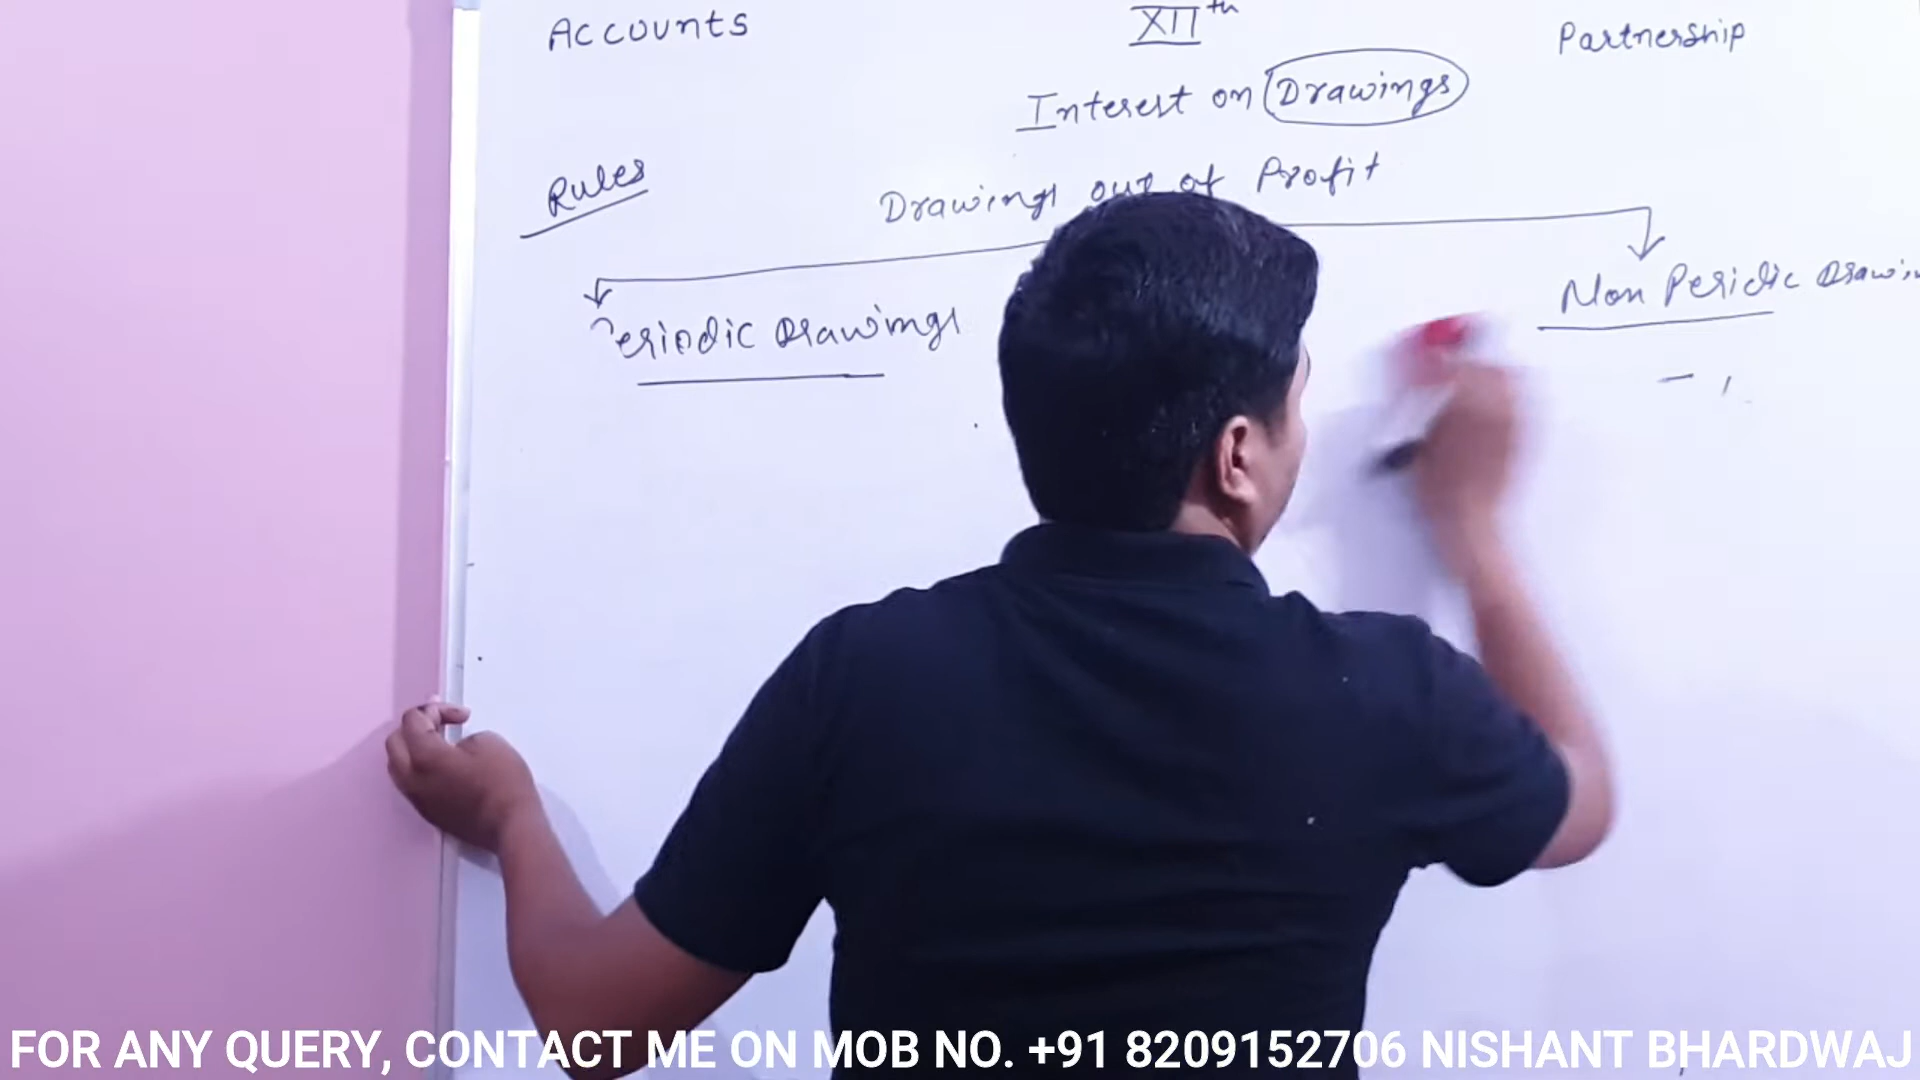 Accounts XIIth Partnership
Interest on Drawings
Rules
Drawings out of Profit
Periodic Drawings
Non Peridic
FOR ANY QUERY, CONTACT ME ON MOB NO. +91 8209152706 NISHANT BHARDWAJ